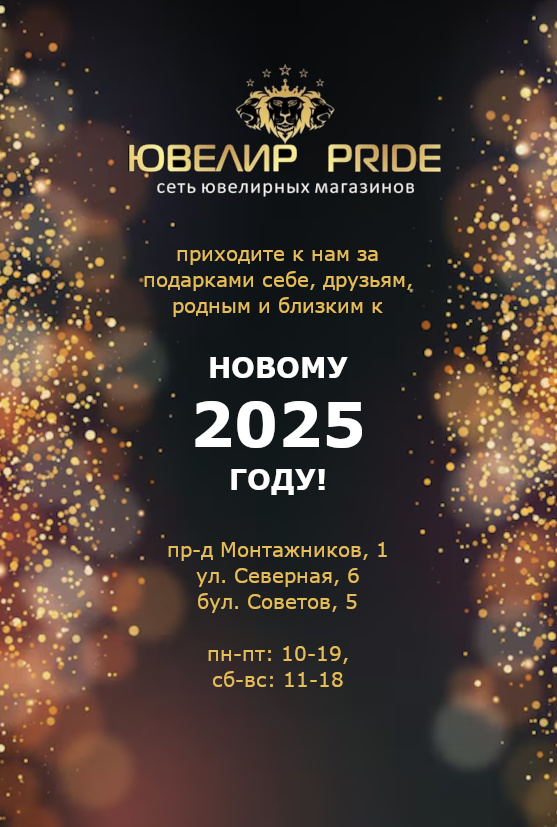 ЮВЕЛИР PRIDE
сеть ювелирных магазинов
приходите к нам за
подарками себе, друзьям,
родным и близким к
НОВОМУ
2025
ГОДУ!
пр-д Монтажников, 1
ул. Северная, 6
бул. Советов, 5
пн-пт: 10-19,
сб-вс: 11-18